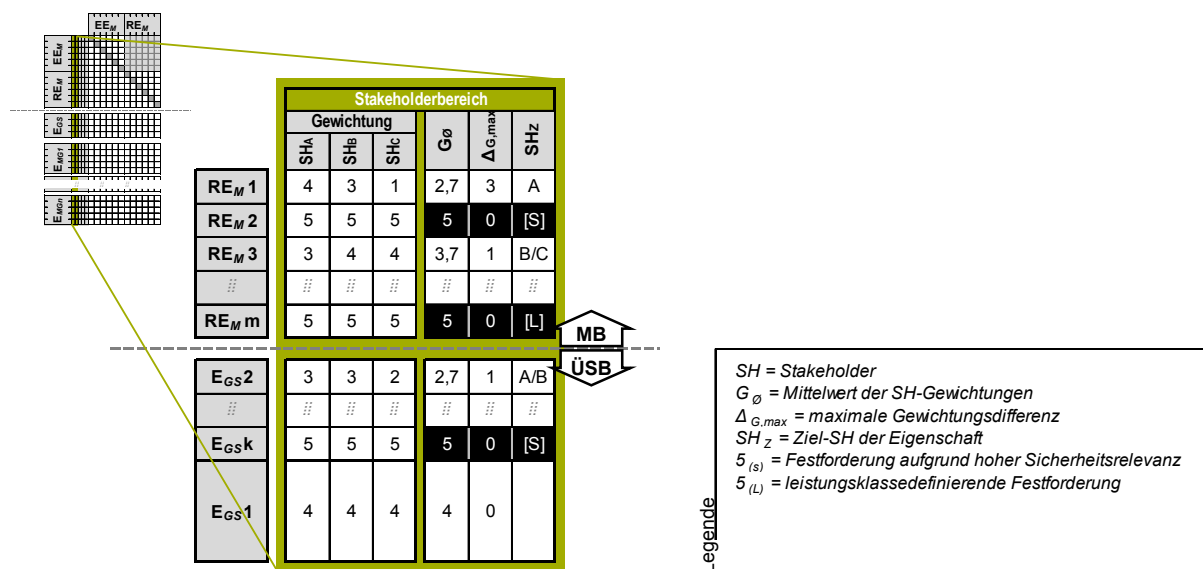 EE_M RE_M
EE_M
RE_M
E_GS
E_MG1
E_MGn
Stakeholderbereich
Gewichtung
SH_A SH_B SH_C G_Ø Δ_G,max SH_Z
RE_M 1 4 3 1 2,7 3 A
RE_M 2 5 5 5 5 0 [S]
RE_M 3 3 4 4 3,7 1 B/C
RE_M m 5 5 5 5 0 [L]
MB
ÜSB
E_GS 2 3 3 2 2,7 1 A/B
E_GS k 5 5 5 5 0 [S]
E_GS 1 4 4 4 4 0
Legende
SH = Stakeholder
G_Ø = Mittelwert der SH-Gewichtungen
Δ_G,max = maximale Gewichtungsdifferenz
SH_Z = Ziel-SH der Eigenschaft
5_(s) = Festforderung aufgrund hoher Sicherheitsrelevanz
5_(L) = leistungsklassedefinierende Festforderung